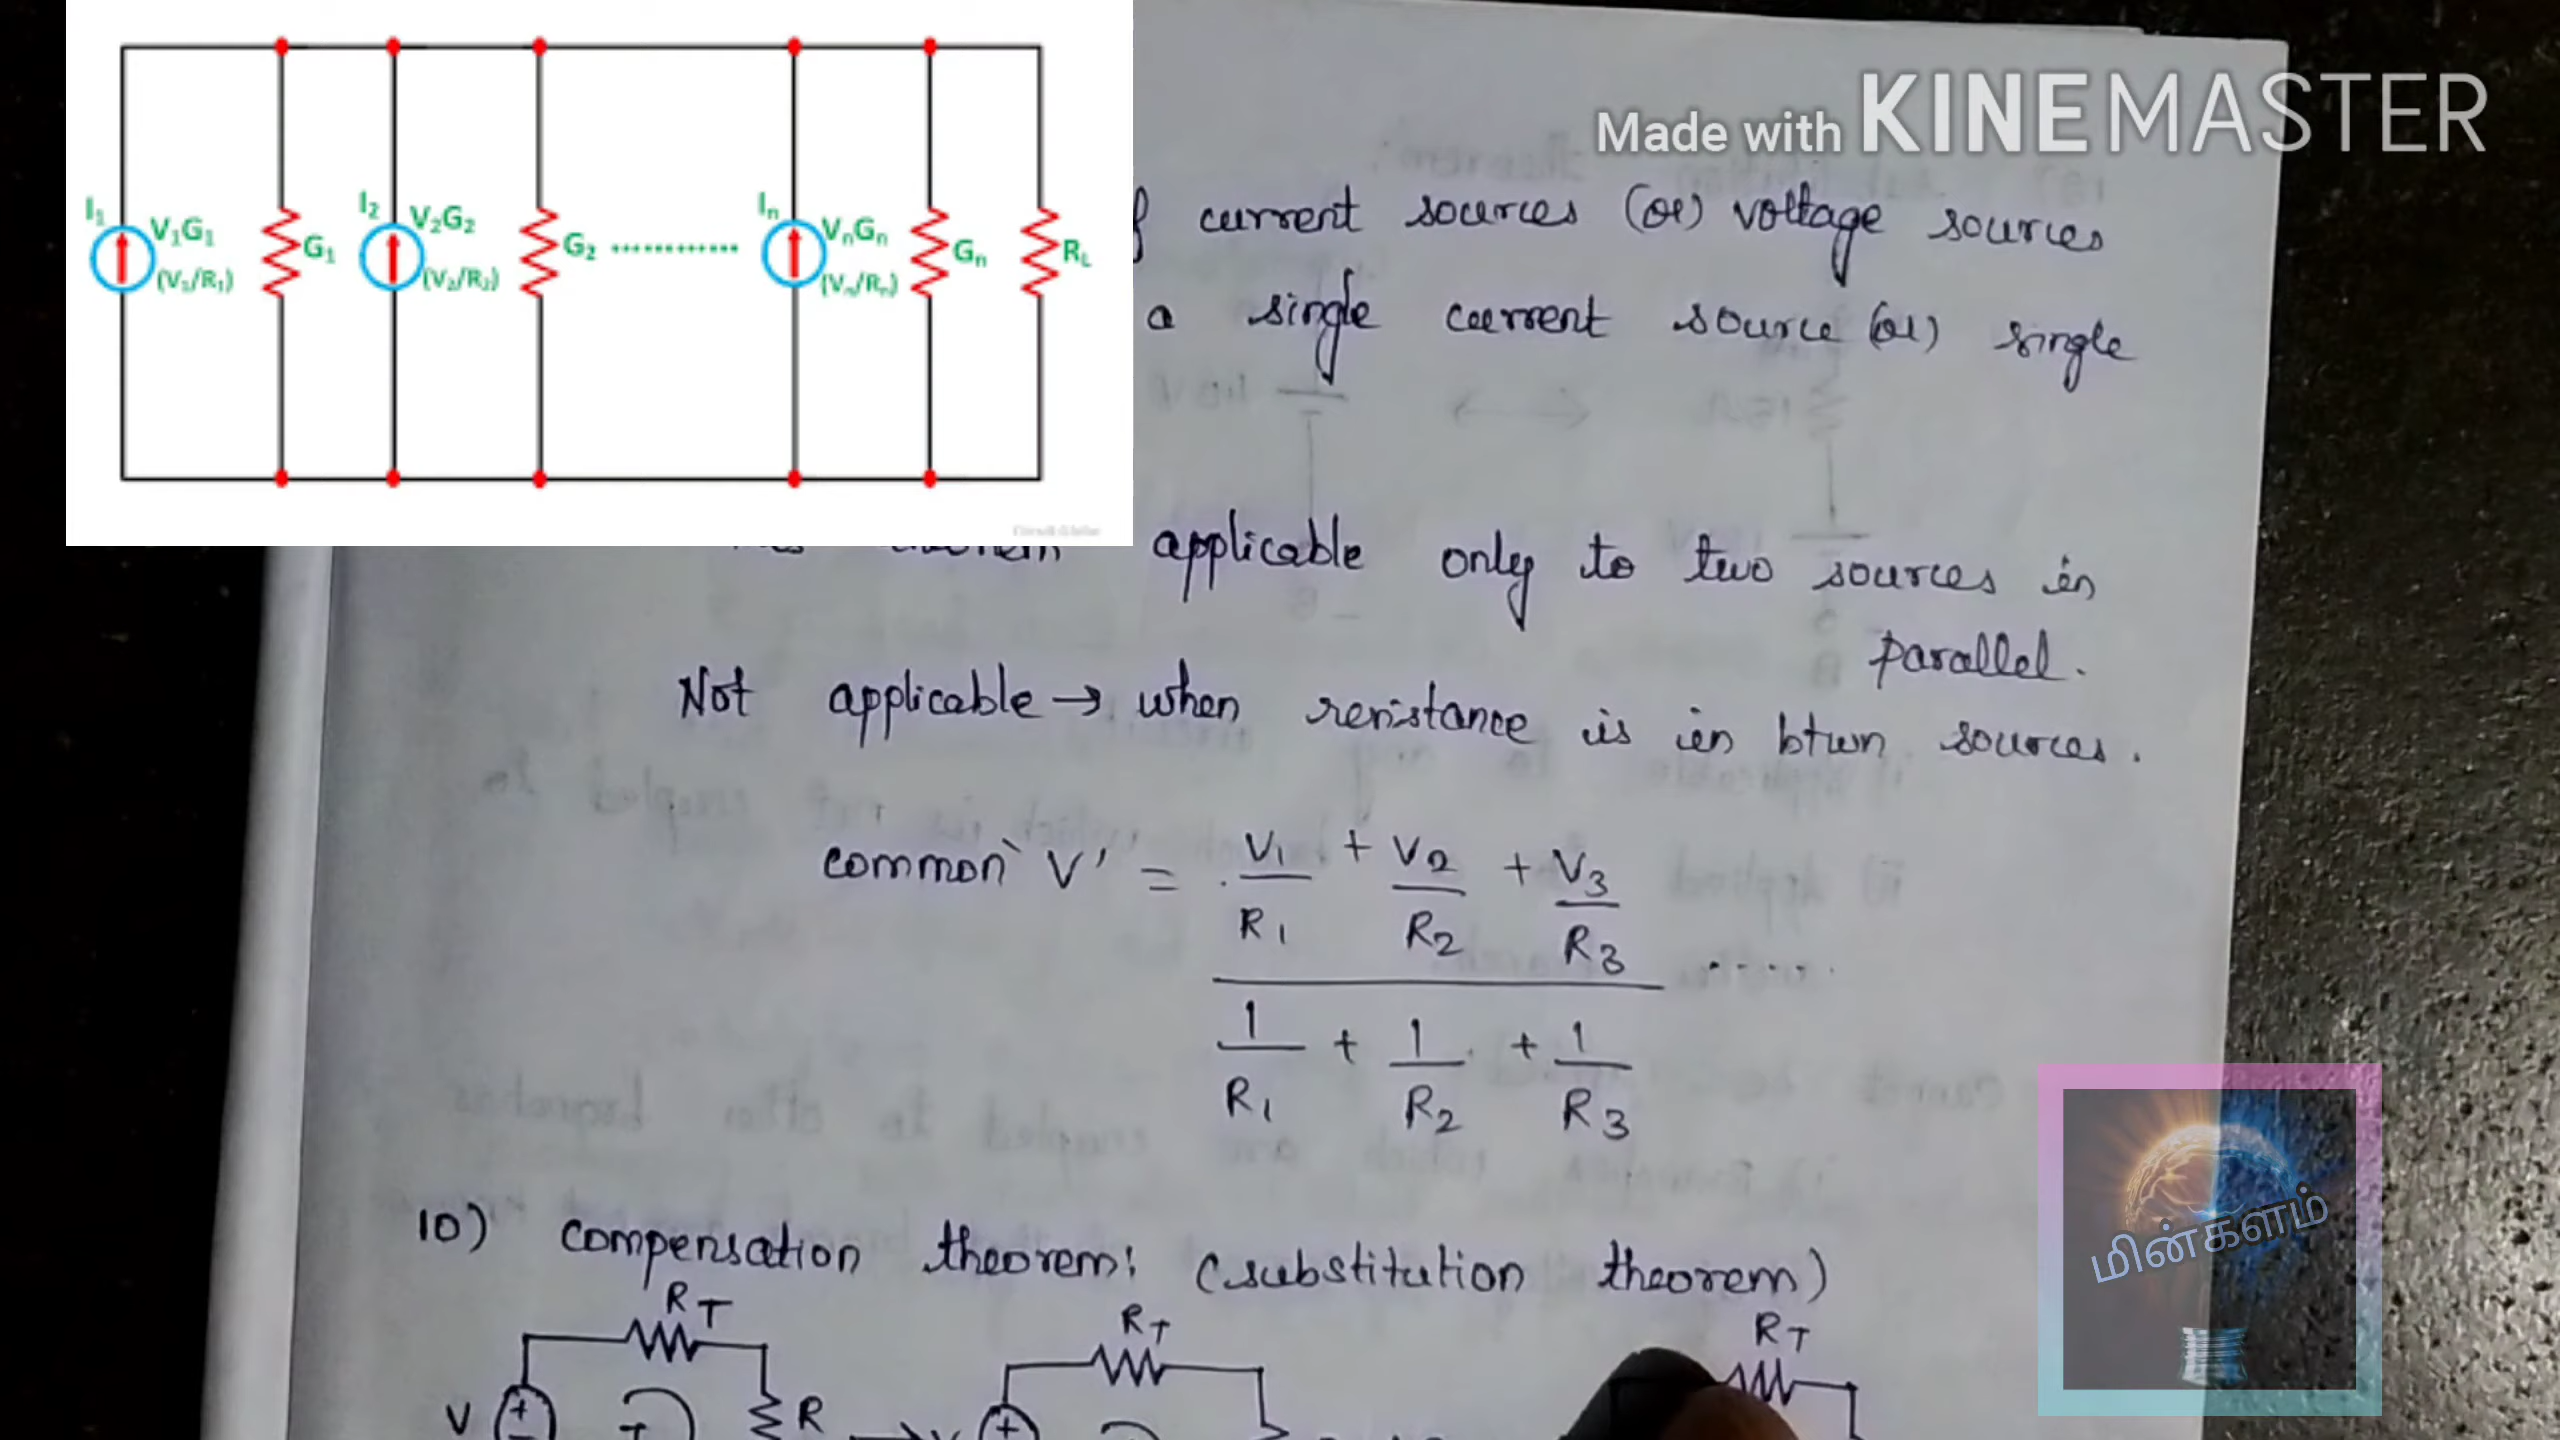 Made with KINEMASTER
I1 V1G1 (V1/R1) G1 I2 V2G2 (V2/R2) G2 ............ In VnGn (Vn/Rn) Gn RL
current sources (or) voltage sources
a single current source (or) single
theorem applicable only to two sources in
parallel.
Not applicable → when resistance is in btwn sources.
common V' = V1/R1 + V2/R2 + V3/R3 .....
1/R1 + 1/R2 + 1/R3
10) compensation theorem: (substitution theorem)
RT RT RT
V + R V +
மின்களம்